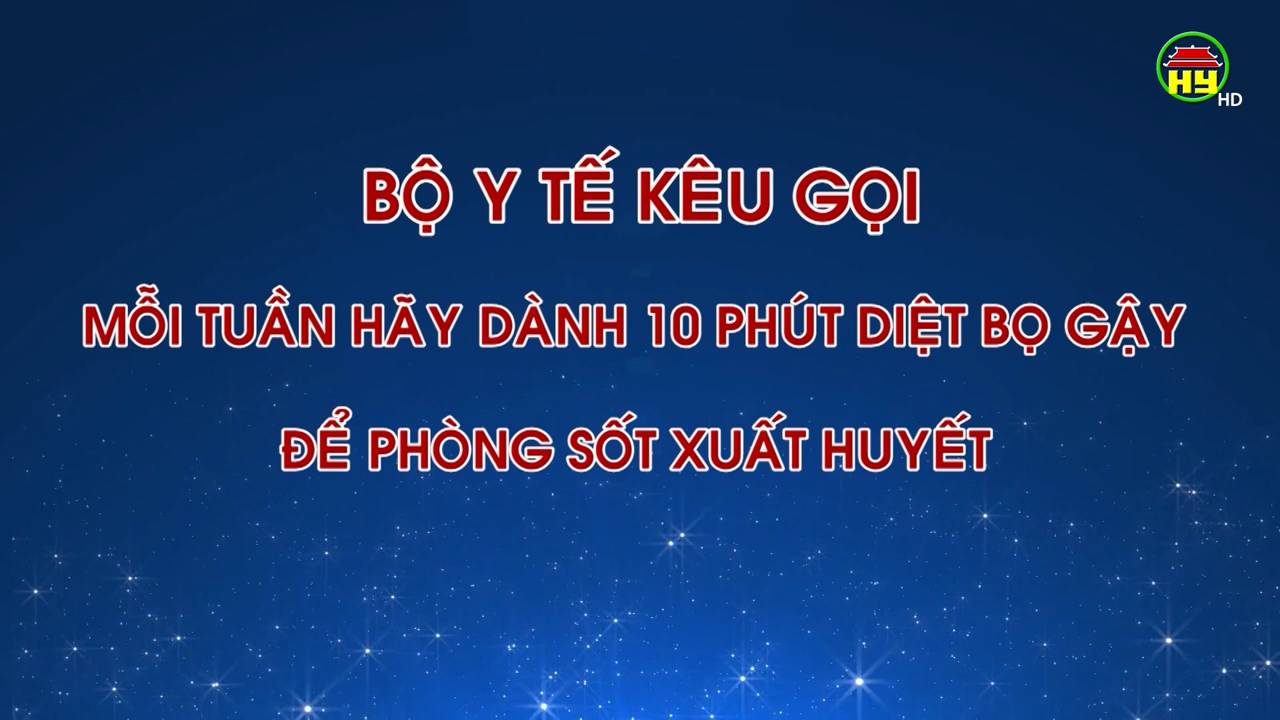 HY
HD
BỘ Y TẾ KÊU GỌI
MỖI TUẦN HÃY DÀNH 10 PHÚT DIỆT BỌ GẬY
ĐỂ PHÒNG SỐT XUẤT HUYẾT